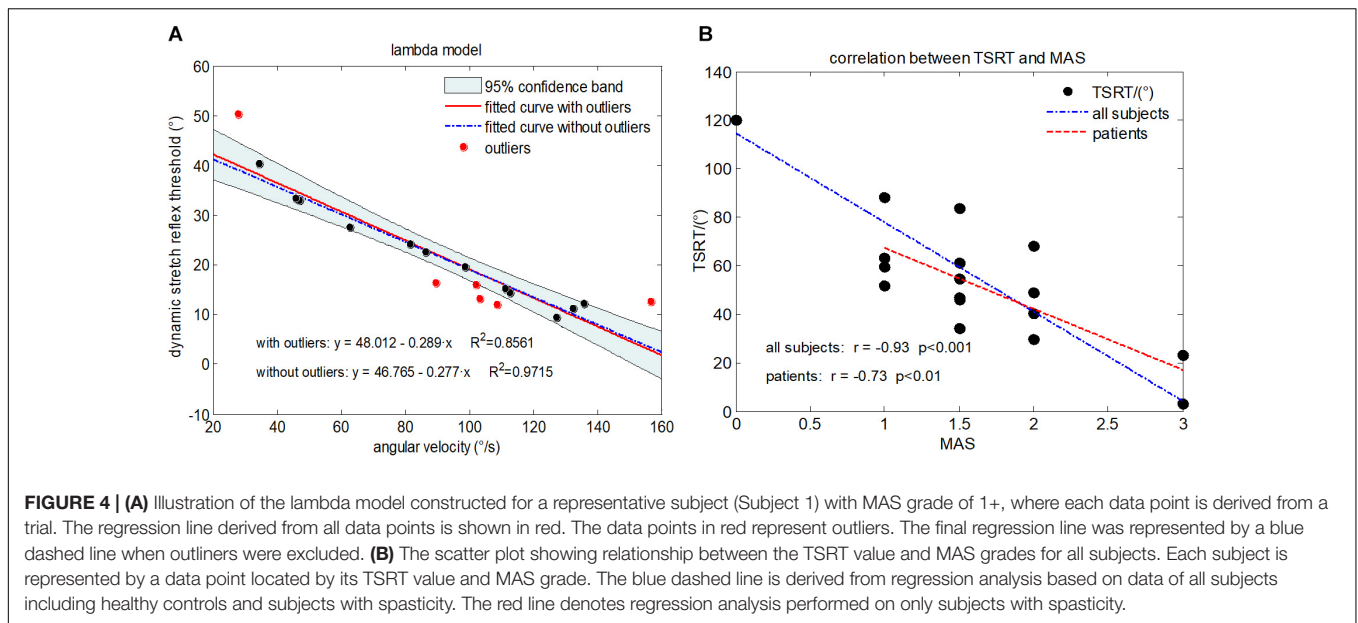 A
lambda model
60
50
40
30
20
10
0
-10
dynamic stretch reflex threshold (°)
95% confidence band
fitted curve with outliers
fitted curve without outliers
outliers
with outliers: y = 48.012 - 0.289·x R²=0.8561
without outliers: y = 46.765 - 0.277·x R²=0.9715
20 40 60 80 100 120 140 160
angular velocity (°/s)
B
correlation between TSRT and MAS
140
120
100
80
60
40
20
0
TSRT/(°)
TSRT/(°)
all subjects
patients
all subjects: r = -0.93 p<0.001
patients: r = -0.73 p<0.01
0 0.5 1 1.5 2 2.5 3
MAS
FIGURE 4 | (A) Illustration of the lambda model constructed for a representative subject (Subject 1) with MAS grade of 1+, where each data point is derived from a
trial. The regression line derived from all data points is shown in red. The data points in red represent outliers. The final regression line was represented by a blue
dashed line when outliners were excluded. (B) The scatter plot showing relationship between the TSRT value and MAS grades for all subjects. Each subject is
represented by a data point located by its TSRT value and MAS grade. The blue dashed line is derived from regression analysis based on data of all subjects
including healthy controls and subjects with spasticity. The red line denotes regression analysis performed on only subjects with spasticity.